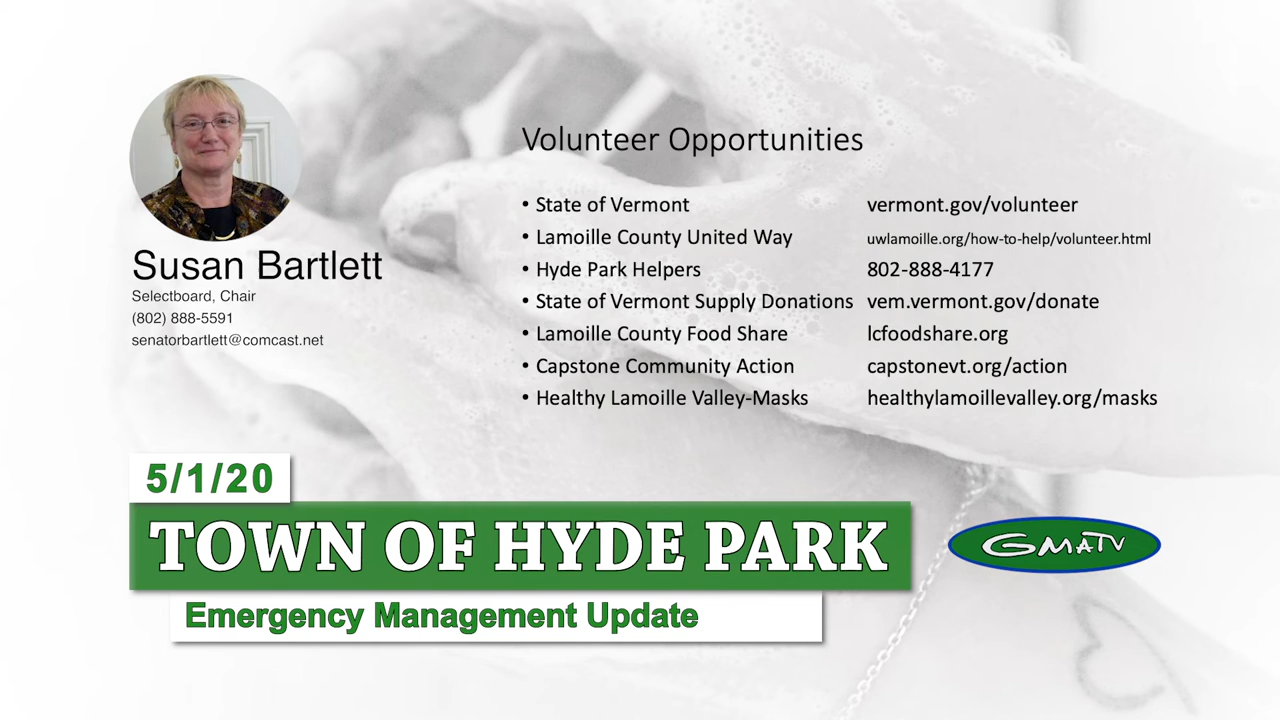 Susan Bartlett
Selectboard, Chair
(802) 888-5591
senatorbartlett@comcast.net
Volunteer Opportunities
• State of Vermont vermont.gov/volunteer
• Lamoille County United Way uwlamoille.org/how-to-help/volunteer.html
• Hyde Park Helpers 802-888-4177
• State of Vermont Supply Donations vem.vermont.gov/donate
• Lamoille County Food Share lcfoodshare.org
• Capstone Community Action capstonevt.org/action
• Healthy Lamoille Valley-Masks healthylamoillevalley.org/masks
5/1/20
TOWN OF HYDE PARK
GMATV
Emergency Management Update